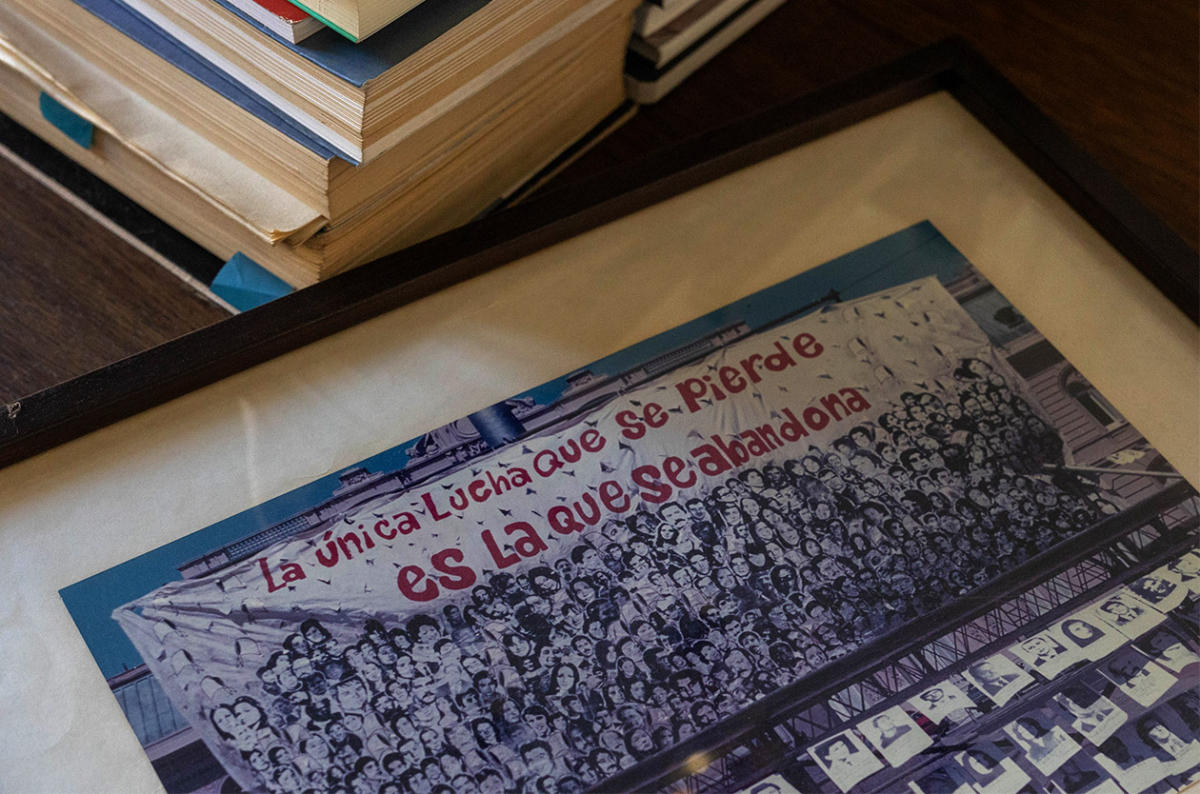 La única Lucha que se pierde
es La que se abandona